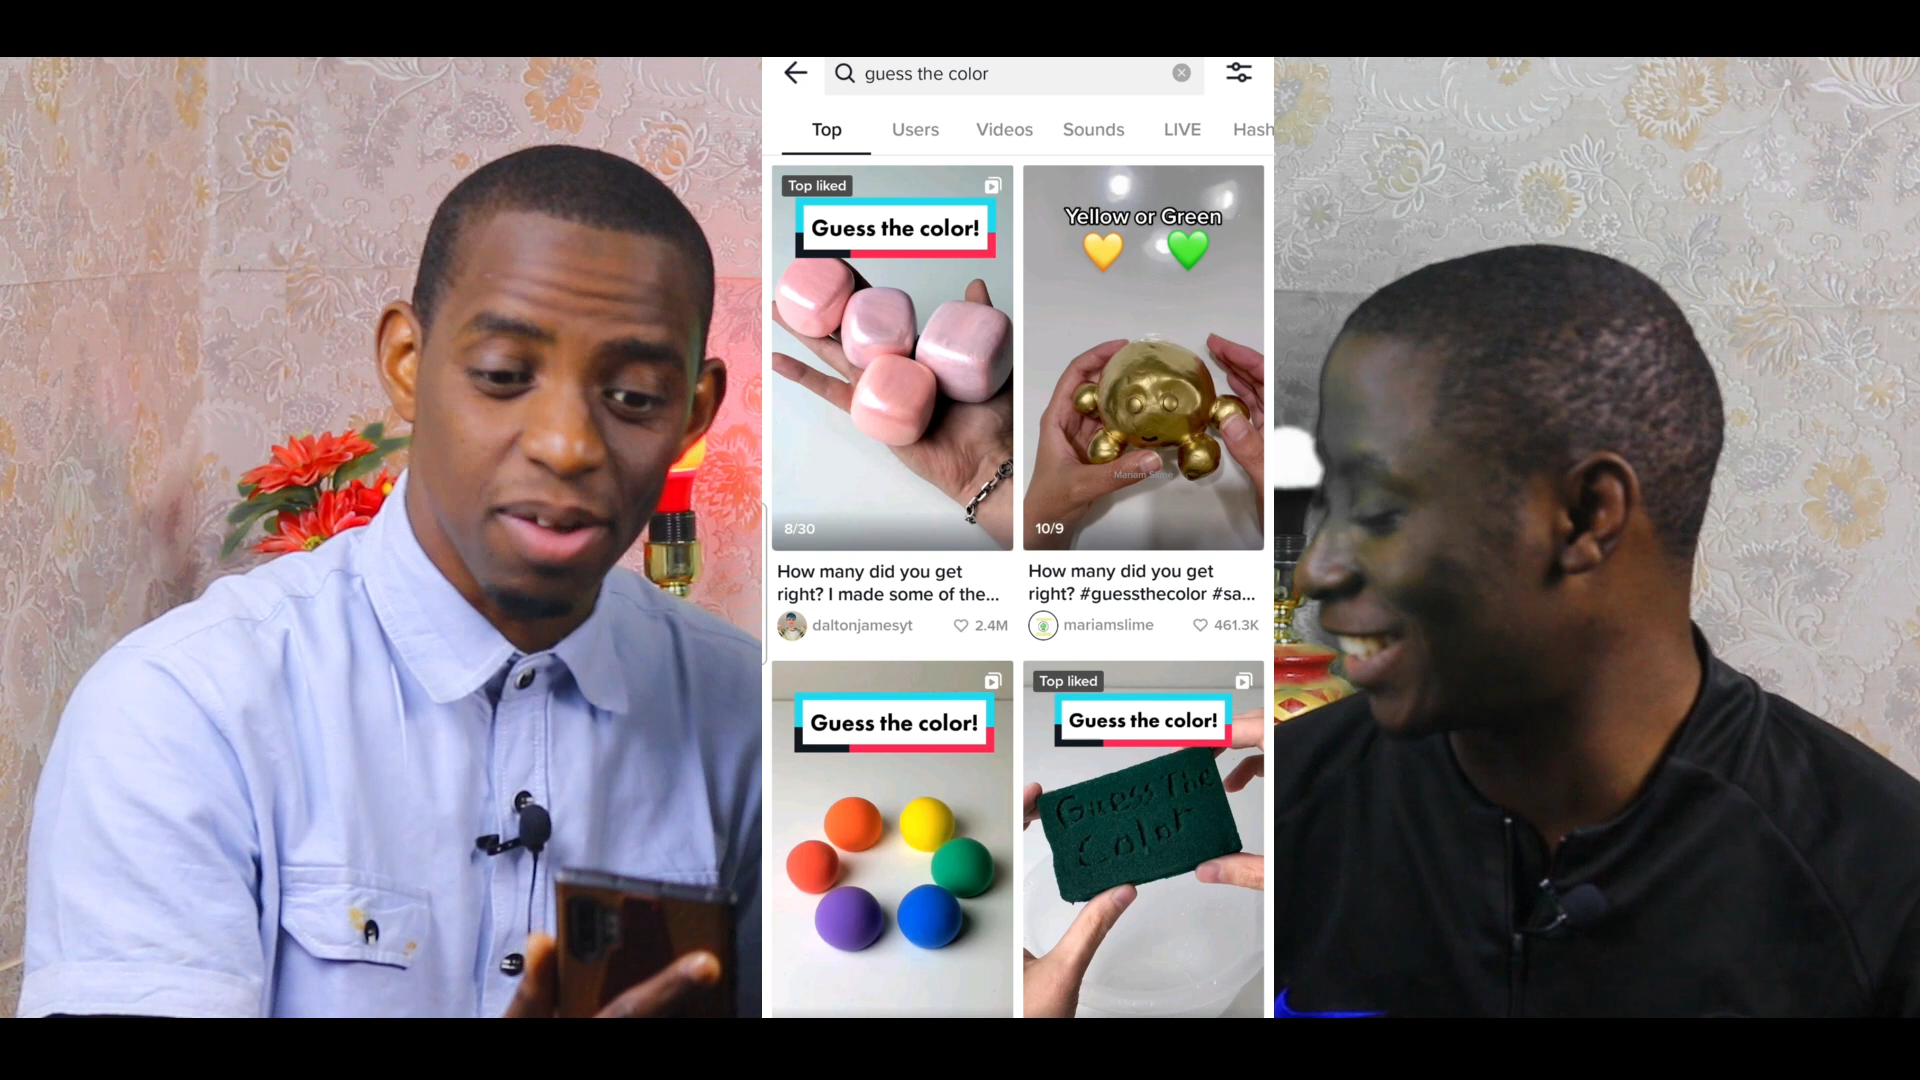 guess the color
Top
Users
Videos
Sounds
LIVE
Hash
Top liked
Guess the color!
8/30
How many did you get
right? I made some of the...
daltonjamesyt
2.4M
Yellow or Green
Mariam Slime
10/9
How many did you get
right? #guessthecolor #sa...
mariamslime
461.3K
Guess the color!
Top liked
Guess the color!
Guess The
Color